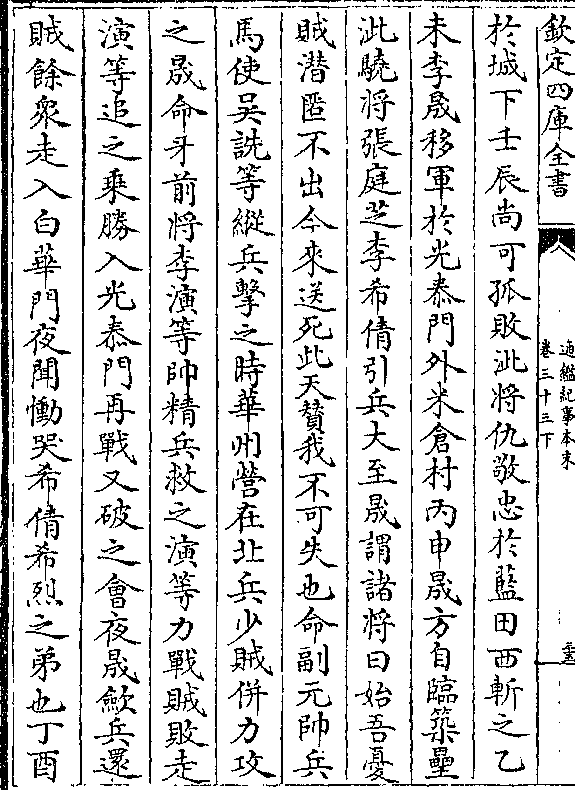 欽定四庫全書
通鑑紀事本末
卷三十三下
於城下壬辰尚可孤敗泚將仇敬忠於藍田西斬之乙
未李晟移軍於光泰門外米倉村丙申晟方自臨築壘
泚驍將張庭芝李希倩引兵大至晟謂諸將曰始吾憂
賊潛匿不出今來送死此天贊我不可失也命副元帥兵
馬使吳詵等縱兵擊之時華州營在北兵少賊併力攻
之晟命牙前將李演等帥精兵救之演等力戰賊敗走
演等追之乗勝入光泰門再戰又破之會夜晟歛兵還
賊餘衆走入白華門夜聞慟哭希倩希烈之弟也丁酉